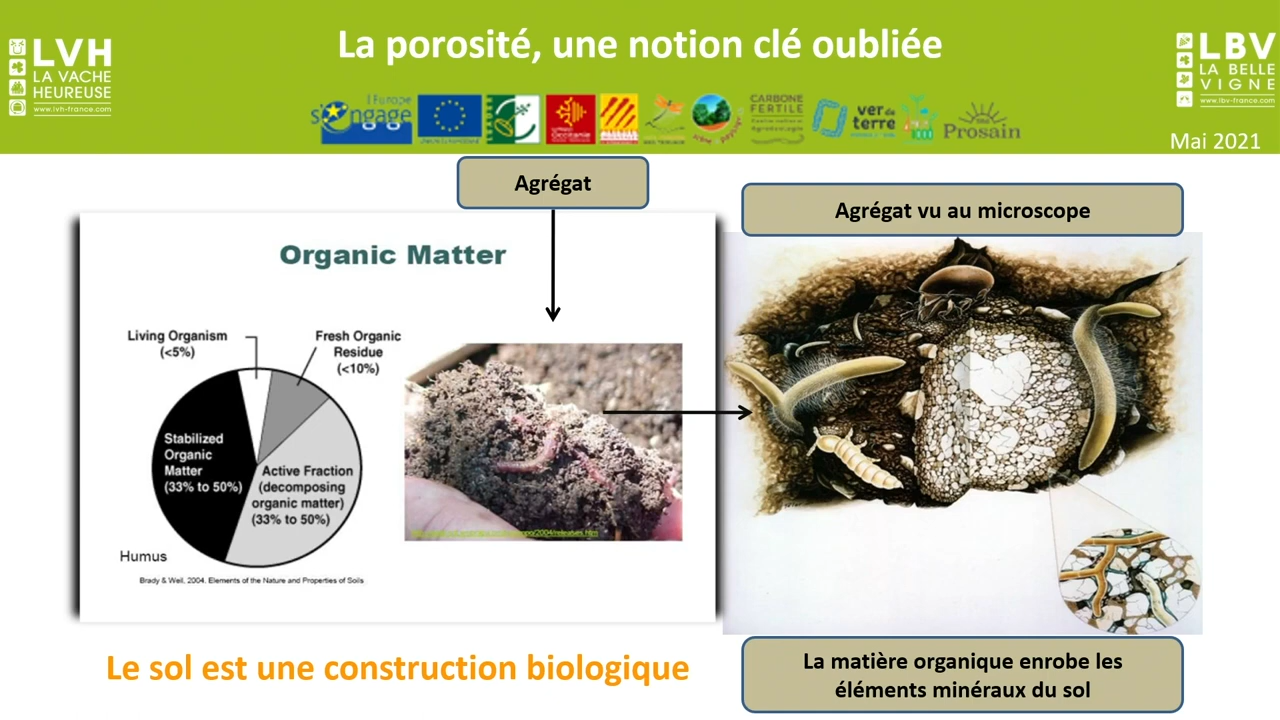 La porosité, une notion clé oubliée
LVH
LA VACHE
HEUREUSE
www.lvh-france.com
LBV
LA BELLE
VIGNE
www.lbv-france.com
l'Europe
s'engage
Occitanie
CARBONE
FERTILE
ver de
terre
Prosain
Mai 2021
Agrégat
Agrégat vu au microscope
Organic Matter
Living Organism
(<5%)
Fresh Organic
Residue
(<10%)
Stabilized
Organic
Matter
(33% to 50%)
Active Fraction
(decomposing
organic matter)
(33% to 50%)
Humus
Brady & Weil, 2004. Elements of the Nature and Properties of Soils
Le sol est une construction biologique
La matière organique enrobe les
éléments minéraux du sol